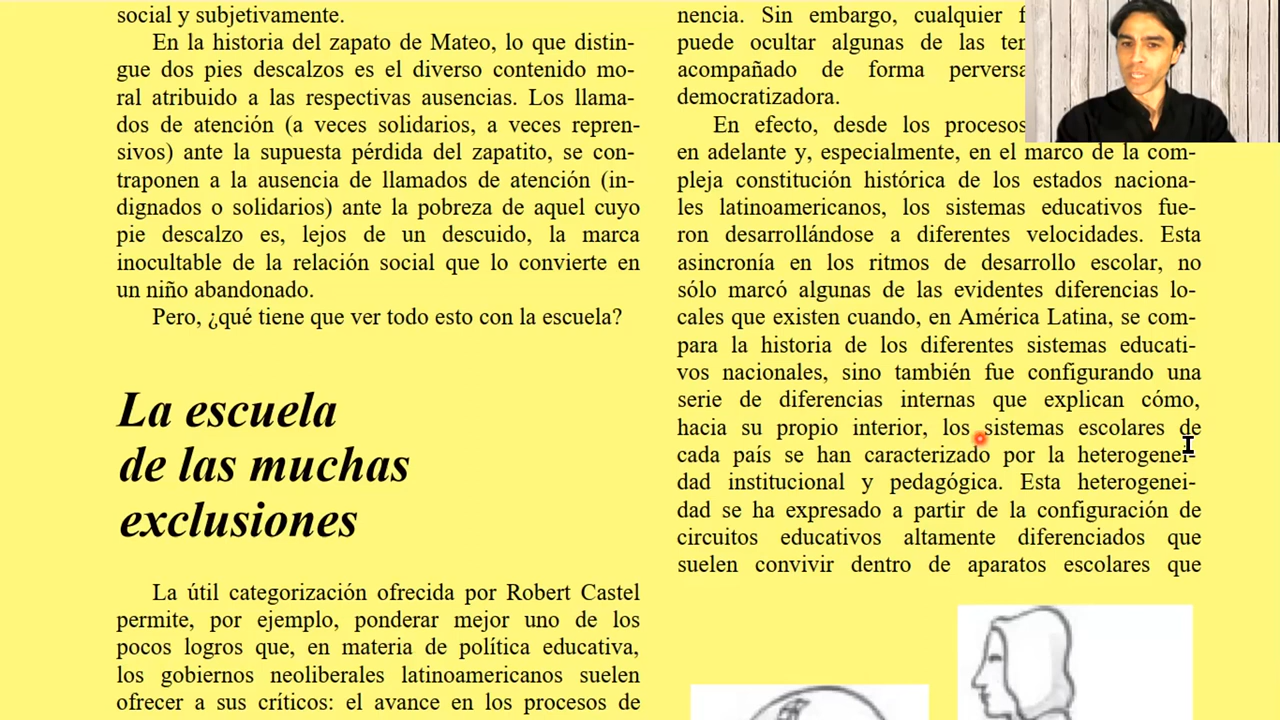 social y subjetivamente.
En la historia del zapato de Mateo, lo que distin-
gue dos pies descalzos es el diverso contenido mo-
ral atribuido a las respectivas ausencias. Los llama-
dos de atención (a veces solidarios, a veces repren-
sivos) ante la supuesta pérdida del zapatito, se con-
traponen a la ausencia de llamados de atención (in-
dignados o solidarios) ante la pobreza de aquel cuyo
pie descalzo es, lejos de un descuido, la marca
inocultable de la relación social que lo convierte en
un niño abandonado.
Pero, ¿qué tiene que ver todo esto con la escuela?
La escuela
de las muchas
exclusiones
La útil categorización ofrecida por Robert Castel
permite, por ejemplo, ponderar mejor uno de los
pocos logros que, en materia de política educativa,
los gobiernos neoliberales latinoamericanos suelen
ofrecer a sus críticos: el avance en los procesos de
nencia. Sin embargo, cualquier
puede ocultar algunas de las
acompañado de forma
democratizadora.
En efecto, desde los procesos
en adelante y, especialmente, en el marco de la com-
pleja constitución histórica de los estados naciona-
les latinoamericanos, los sistemas educativos fue-
ron desarrollándose a diferentes velocidades. Esta
asincronía en los ritmos de desarrollo escolar, no
sólo marcó algunas de las evidentes diferencias lo-
cales que existen cuando, en América Latina, se com-
para la historia de los diferentes sistemas educati-
vos nacionales, sino también fue configurando una
serie de diferencias internas que explican cómo,
hacia su propio interior, los sistemas escolares de
cada país se han caracterizado por la heterogenei-
dad institucional y pedagógica. Esta heterogenei-
dad se ha expresado a partir de la configuración de
circuitos educativos altamente diferenciados que
suelen convivir dentro de aparatos escolares que